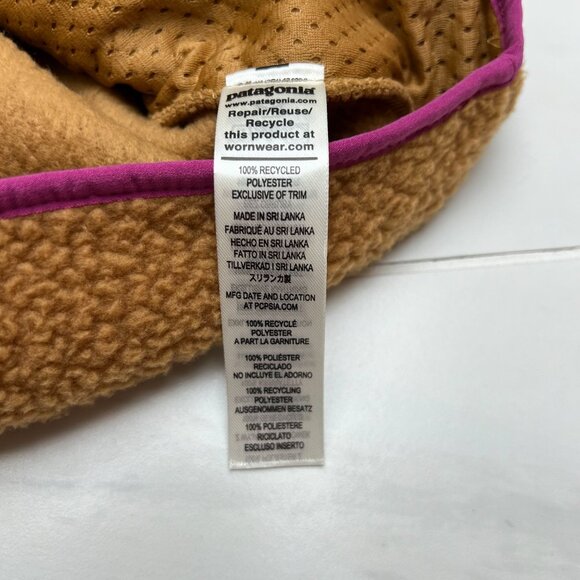 patagonia
www.patagonia.com
Repair/Reuse/
Recycle
this product at
wornwear.com
100% RECYCLED
POLYESTER
EXCLUSIVE OF TRIM
MADE IN SRI LANKA
FABRIQUÉ AU SRI LANKA
HECHO EN SRI LANKA
FATTO IN SRI LANKA
TILLVERKAD I SRI LANKA
スリランカ製
MFG DATE AND LOCATION
AT PCPSIA.COM
100% RECYCLÉ
POLYESTER
A PART LA GARNITURE
100% POLIÉSTER
RECICLADO
NO INCLUYE EL ADORNO
100% RECYCLING
POLYESTER
AUSGENOMMEN BESATZ
100% POLIESTERE
RICICLATO
ESCLUSO INSERTO